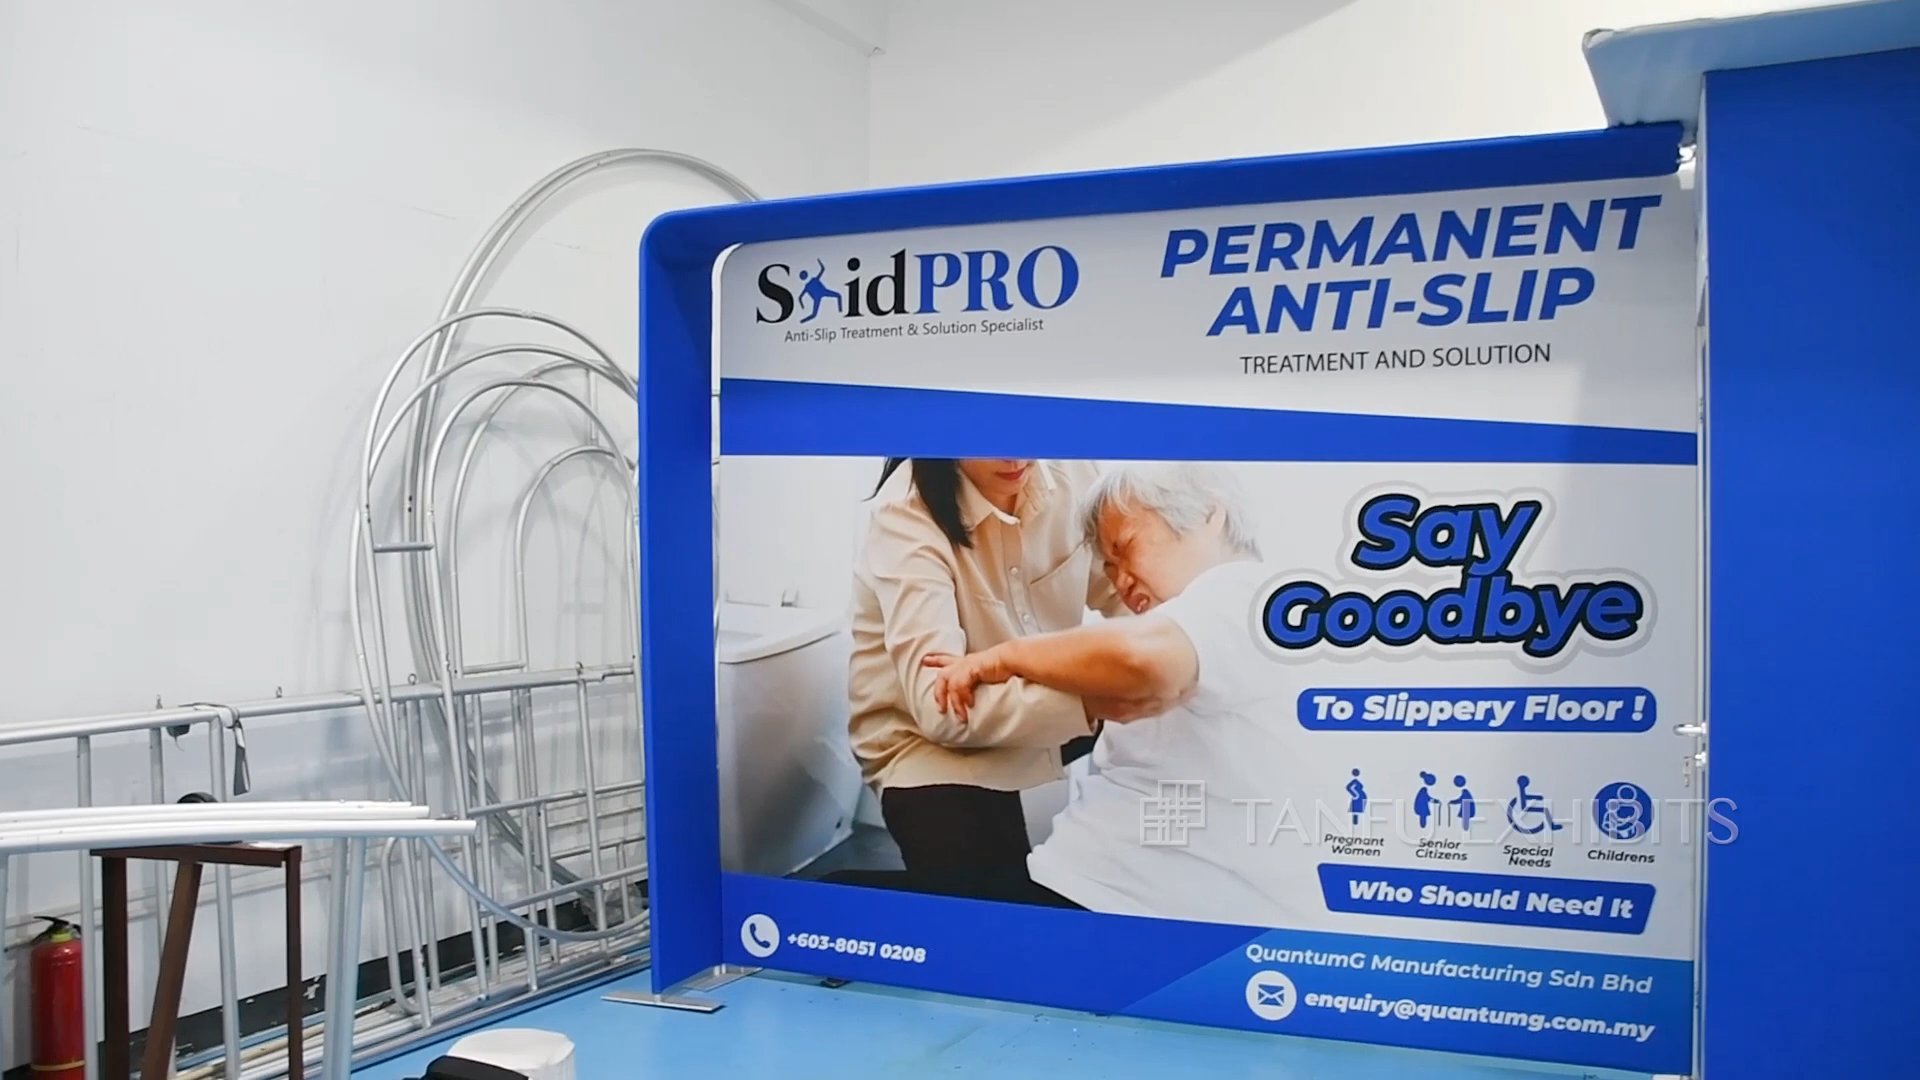 SkidPRO
Anti-Slip Treatment & Solution Specialist
PERMANENT
ANTI-SLIP
TREATMENT AND SOLUTION
Say
Goodbye
To Slippery Floor !
Pregnant
Women
Senior
Citizens
Special
Needs
Childrens
TANFU EXHIBITS
Who Should Need It
+603-8051 0208
QuantumG Manufacturing Sdn Bhd
enquiry@quantumg.com.my